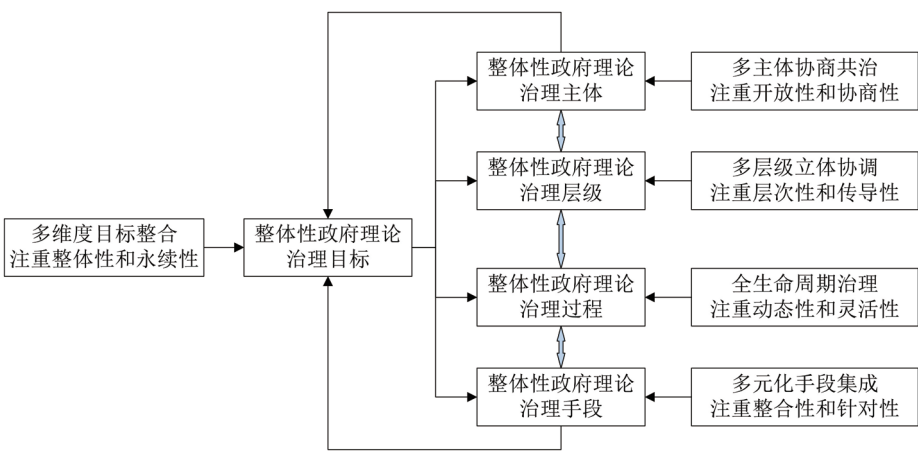 整体性政府理论
治理主体
多主体协商共治
注重开放性和协商性
整体性政府理论
治理层级
多层级立体协调
注重层次性和传导性
多维度目标整合
注重整体性和永续性
整体性政府理论
治理目标
整体性政府理论
治理过程
全生命周期治理
注重动态性和灵活性
整体性政府理论
治理手段
多元化手段集成
注重整合性和针对性